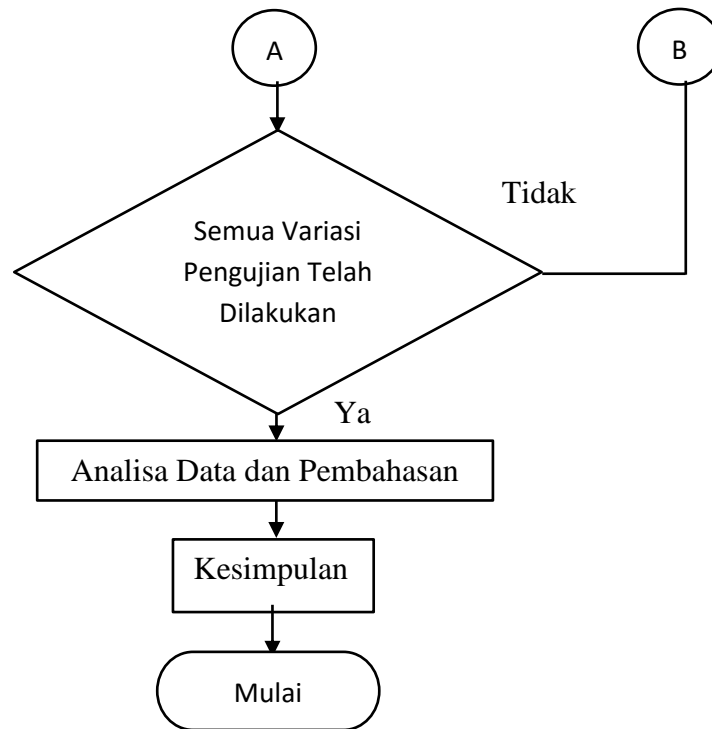 A
B
Tidak
Semua Variasi
Pengujian Telah
Dilakukan
Ya
Analisa Data dan Pembahasan
Kesimpulan
Mulai